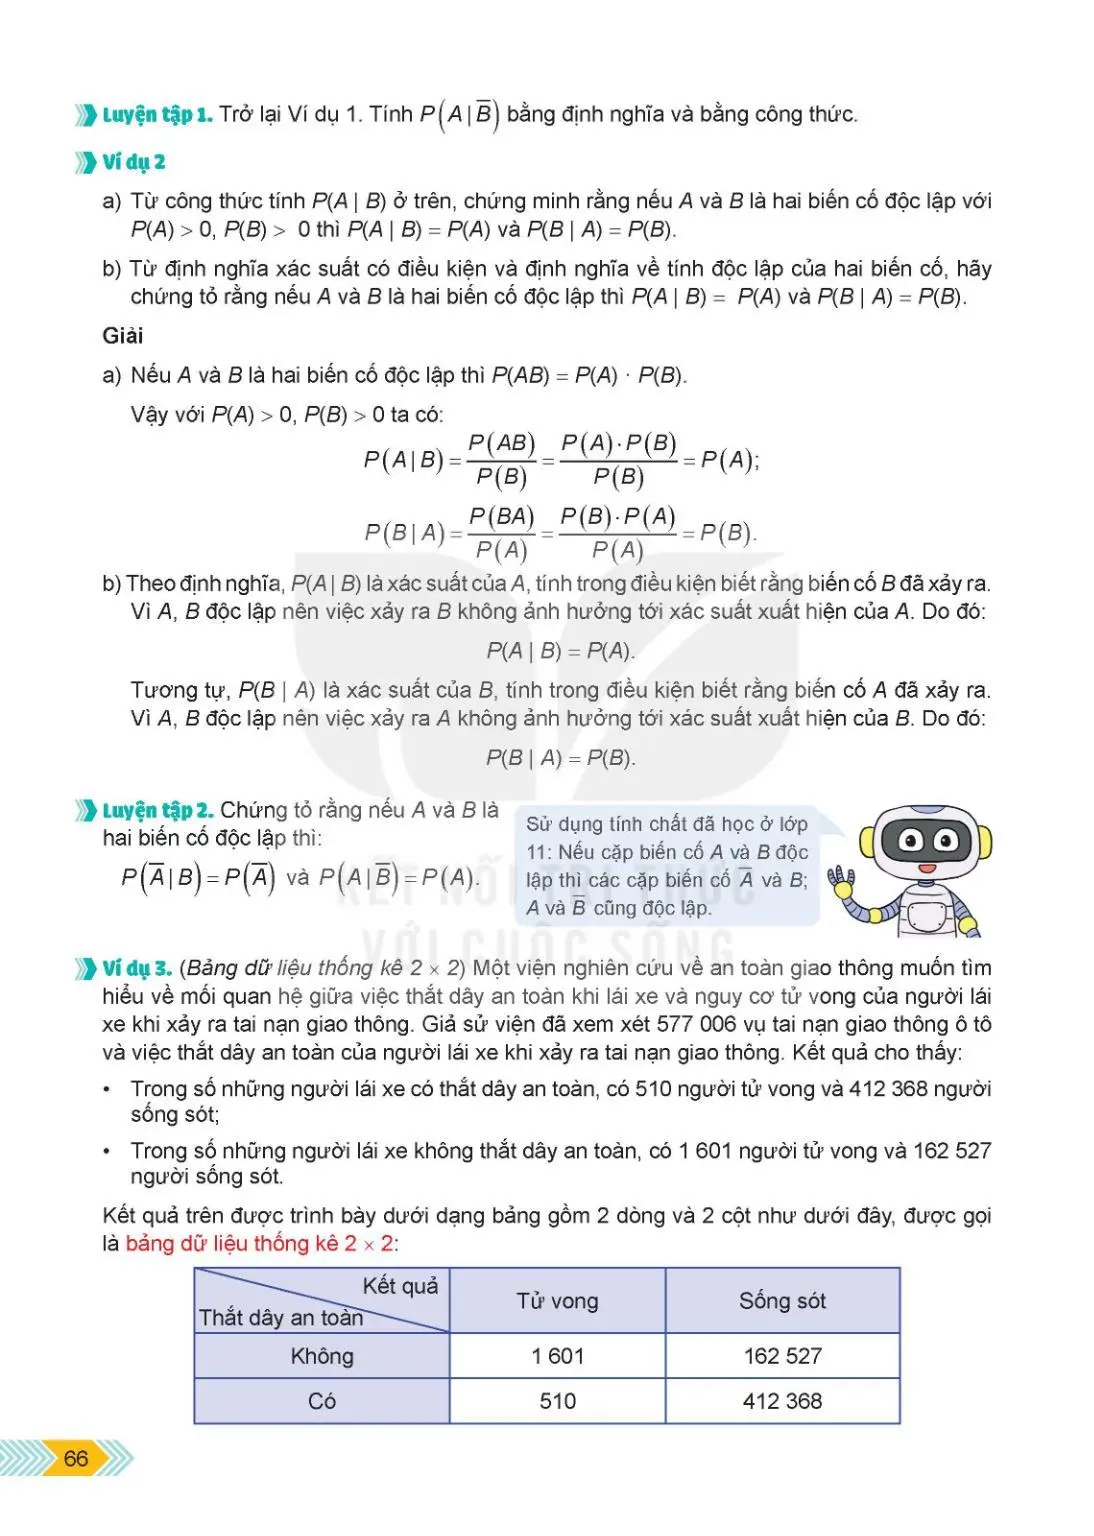 Luyện tập 1. Trở lại Ví dụ 1. Tính P(A | B̅) bằng định nghĩa và bằng công thức.
Ví dụ 2
a) Từ công thức tính P(A | B) ở trên, chứng minh rằng nếu A và B là hai biến cố độc lập với
P(A) > 0, P(B) > 0 thì P(A | B) = P(A) và P(B | A) = P(B).
b) Từ định nghĩa xác suất có điều kiện và định nghĩa về tính độc lập của hai biến cố, hãy
chứng tỏ rằng nếu A và B là hai biến cố độc lập thì P(A | B) = P(A) và P(B | A) = P(B).
Giải
a) Nếu A và B là hai biến cố độc lập thì P(AB) = P(A) · P(B).
Vậy với P(A) > 0, P(B) > 0 ta có:
P(A | B) = P(AB)/P(B) = P(A)·P(B)/P(B) = P(A);
P(B | A) = P(BA)/P(A) = P(B)·P(A)/P(A) = P(B).
b) Theo định nghĩa, P(A | B) là xác suất của A, tính trong điều kiện biết rằng biến cố B đã xảy ra.
Vì A, B độc lập nên việc xảy ra B không ảnh hưởng tới xác suất xuất hiện của A. Do đó:
P(A | B) = P(A).
Tương tự, P(B | A) là xác suất của B, tính trong điều kiện biết rằng biến cố A đã xảy ra.
Vì A, B độc lập nên việc xảy ra A không ảnh hưởng tới xác suất xuất hiện của B. Do đó:
P(B | A) = P(B).
Luyện tập 2. Chứng tỏ rằng nếu A và B là
hai biến cố độc lập thì:
P(A̅ | B) = P(A̅) và P(A | B̅) = P(A).
Sử dụng tính chất đã học ở lớp
11: Nếu cặp biến cố A và B độc
lập thì các cặp biến cố A̅ và B;
A và B̅ cũng độc lập.
KẾT NỐI TRI THỨC
VỚI CUỘC SỐNG
Ví dụ 3. (Bảng dữ liệu thống kê 2 × 2) Một viện nghiên cứu về an toàn giao thông muốn tìm
hiểu về mối quan hệ giữa việc thắt dây an toàn khi lái xe và nguy cơ tử vong của người lái
xe khi xảy ra tai nạn giao thông. Giả sử viện đã xem xét 577 006 vụ tai nạn giao thông ô tô
và việc thắt dây an toàn của người lái xe khi xảy ra tai nạn giao thông. Kết quả cho thấy:
• Trong số những người lái xe có thắt dây an toàn, có 510 người tử vong và 412 368 người
sống sót;
• Trong số những người lái xe không thắt dây an toàn, có 1 601 người tử vong và 162 527
người sống sót.
Kết quả trên được trình bày dưới dạng bảng gồm 2 dòng và 2 cột như dưới đây, được gọi
là bảng dữ liệu thống kê 2 × 2:
Kết quả
Thắt dây an toàn
Tử vong
Sống sót
Không
1 601
162 527
Có
510
412 368
66